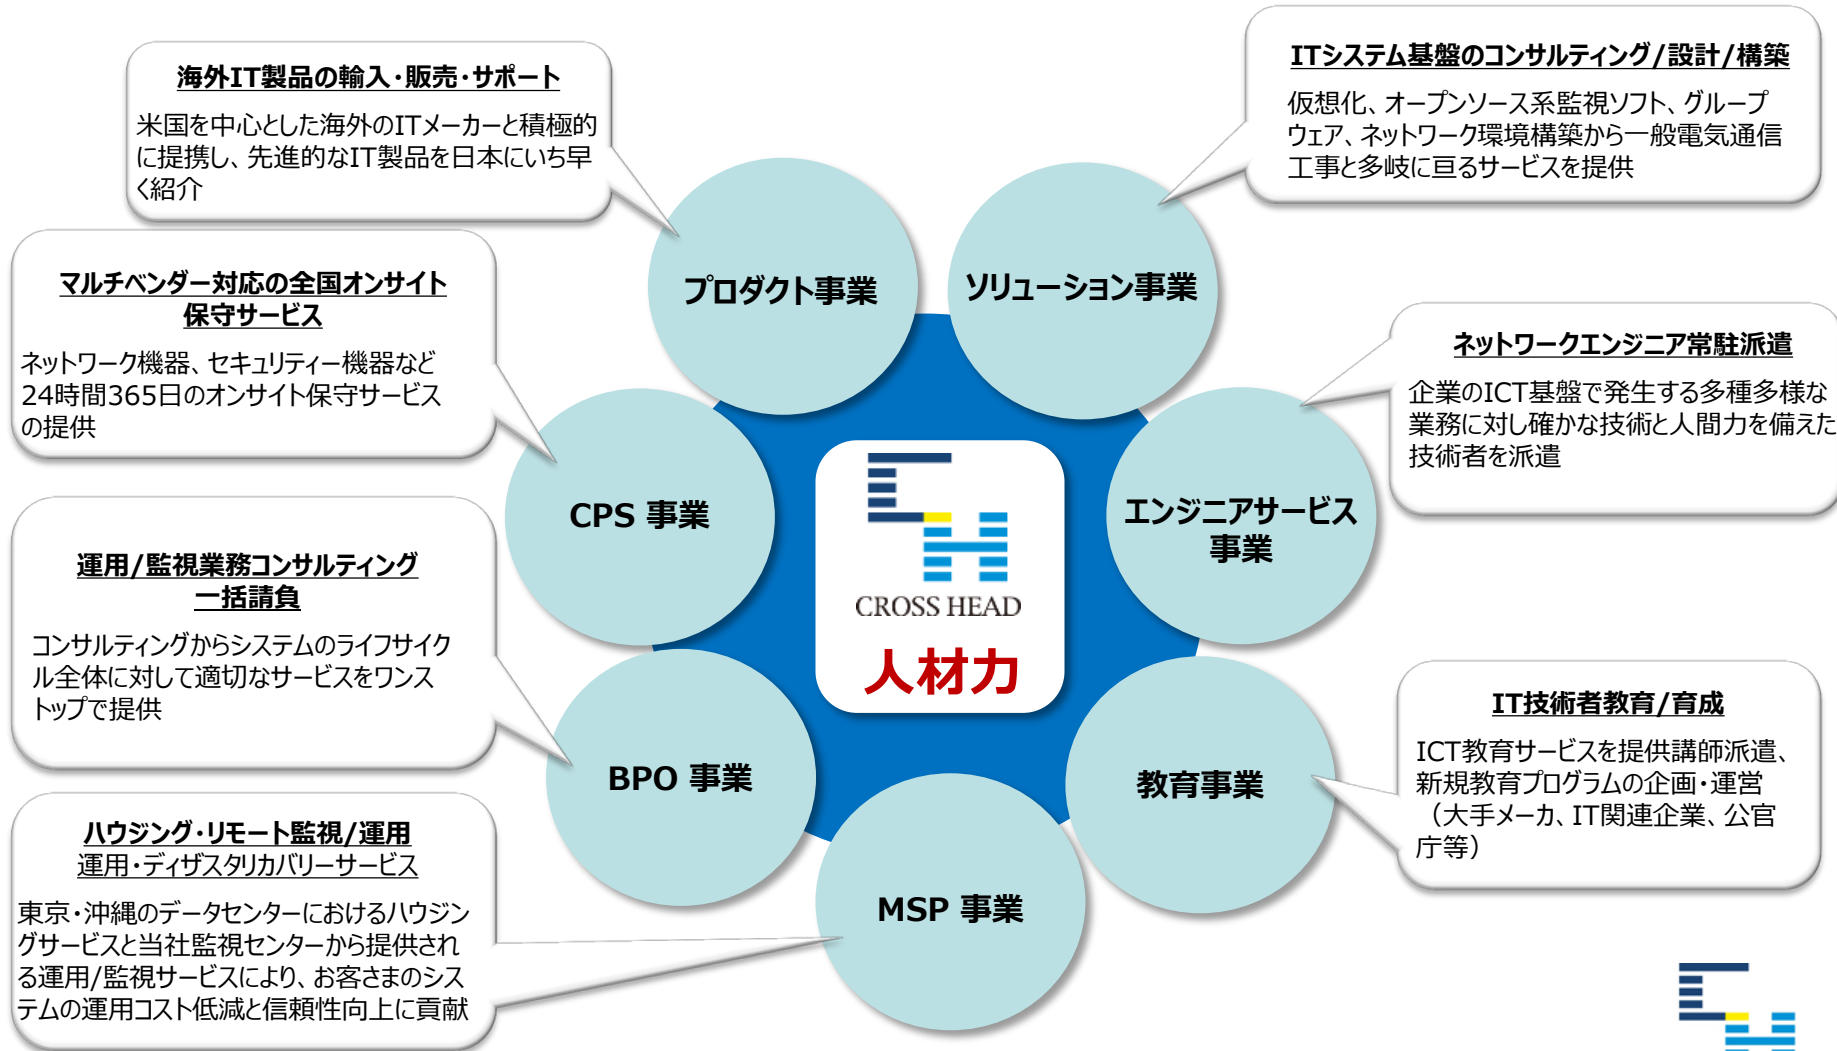 海外IT製品の輸入・販売・サポート
米国を中心とした海外のITメーカーと積極的
に提携し、先進的なIT製品を日本にいち早
く紹介
ITシステム基盤のコンサルティング/設計/構築
仮想化、オープンソース系監視ソフト、グループ
ウェア、ネットワーク環境構築から一般電気通信
工事と多岐に亘るサービスを提供
マルチベンダー対応の全国オンサイト
保守サービス
ネットワーク機器、セキュリティー機器など
24時間365日のオンサイト保守サービス
の提供
プロダクト事業
ソリューション事業
ネットワークエンジニア常駐派遣
企業のICT基盤で発生する多種多様な
業務に対し確かな技術と人間力を備えた
技術者を派遣
CPS 事業
エンジニアサービス
事業
CROSS HEAD
人材力
運用/監視業務コンサルティング
一括請負
コンサルティングからシステムのライフサイク
ル全体に対して適切なサービスをワンス
トップで提供
BPO 事業
教育事業
IT技術者教育/育成
ICT教育サービスを提供講師派遣、
新規教育プログラムの企画・運営
（大手メーカ、IT関連企業、公官
庁等）
ハウジング・リモート監視/運用
運用・ディザスタリカバリーサービス
東京・沖縄のデータセンターにおけるハウジン
グサービスと当社監視センターから提供され
る運用/監視サービスにより、お客さまのシス
テムの運用コスト低減と信頼性向上に貢献
MSP 事業